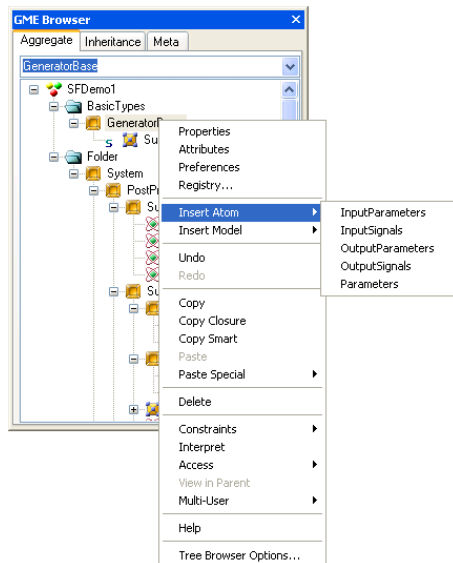 GME Browser
Aggregate Inheritance Meta
GeneratorBase
SFDemo1
BasicTypes
S
Folder
System
Properties
Attributes
Preferences
Registry...
Insert Atom
Insert Model
Undo
Redo
Copy
Copy Closure
Copy Smart
Paste
Paste Special
Delete
Constraints
Interpret
Access
View in Parent
Multi-User
Help
Tree Browser Options...
InputParameters
InputSignals
OutputParameters
OutputSignals
Parameters